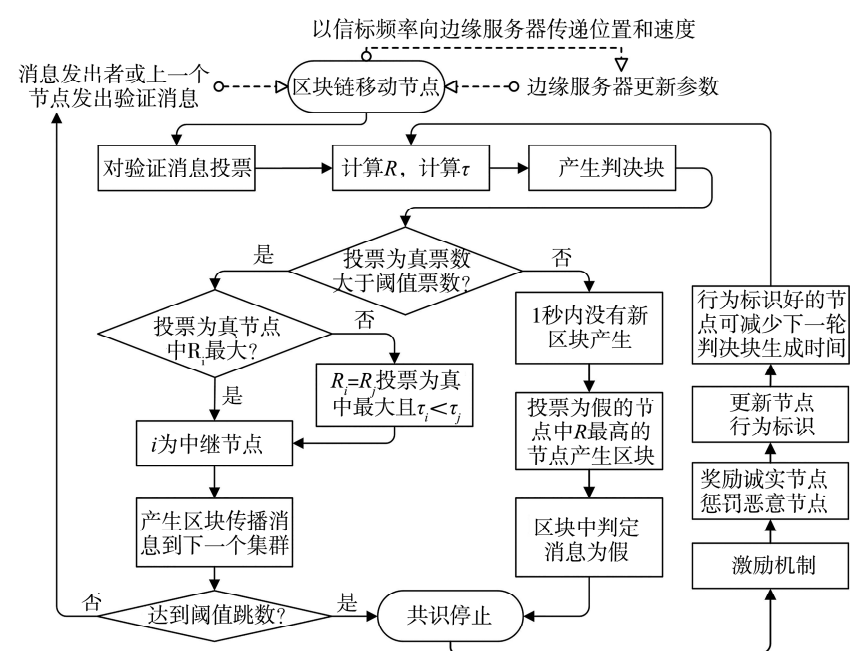 以信标频率向边缘服务器传递位置和速度
消息发出者或上一个
节点发出验证消息
区块链移动节点
边缘服务器更新参数
对验证消息投票
计算R，计算τ
产生判决块
是
投票为真票数
大于阈值票数?
否
投票为真节点
中Ri最大?
否
是
Ri=Rj投票为真
中最大且τi<τj
i为中继节点
产生区块传播消
息到下一个集群
否
达到阈值跳数?
是
共识停止
1秒内没有新
区块产生
投票为假的节
点中R最高的
节点产生区块
区块中判定
消息为假
行为标识好的节
点可减少下一轮
判决块生成时间
更新节点
行为标识
奖励诚实节点
惩罚恶意节点
激励机制